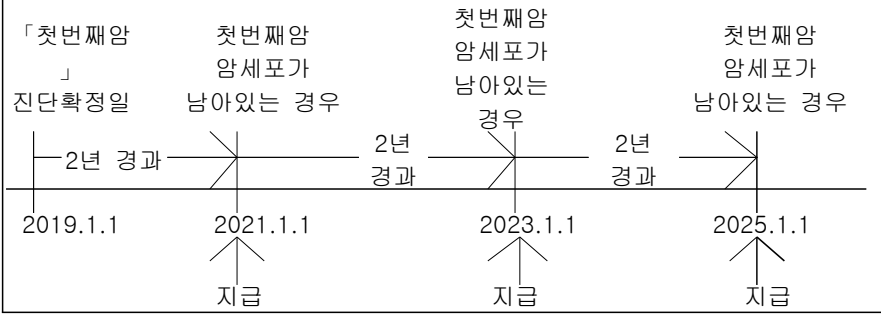 「첫번째암
」
진단확정일
첫번째암
암세포가
남아있는 경우
첫번째암
암세포가
남아있는
경우
첫번째암
암세포가
남아있는 경우
2년 경과
2년
경과
2년
경과
2019.1.1
2021.1.1
2023.1.1
2025.1.1
지급
지급
지급